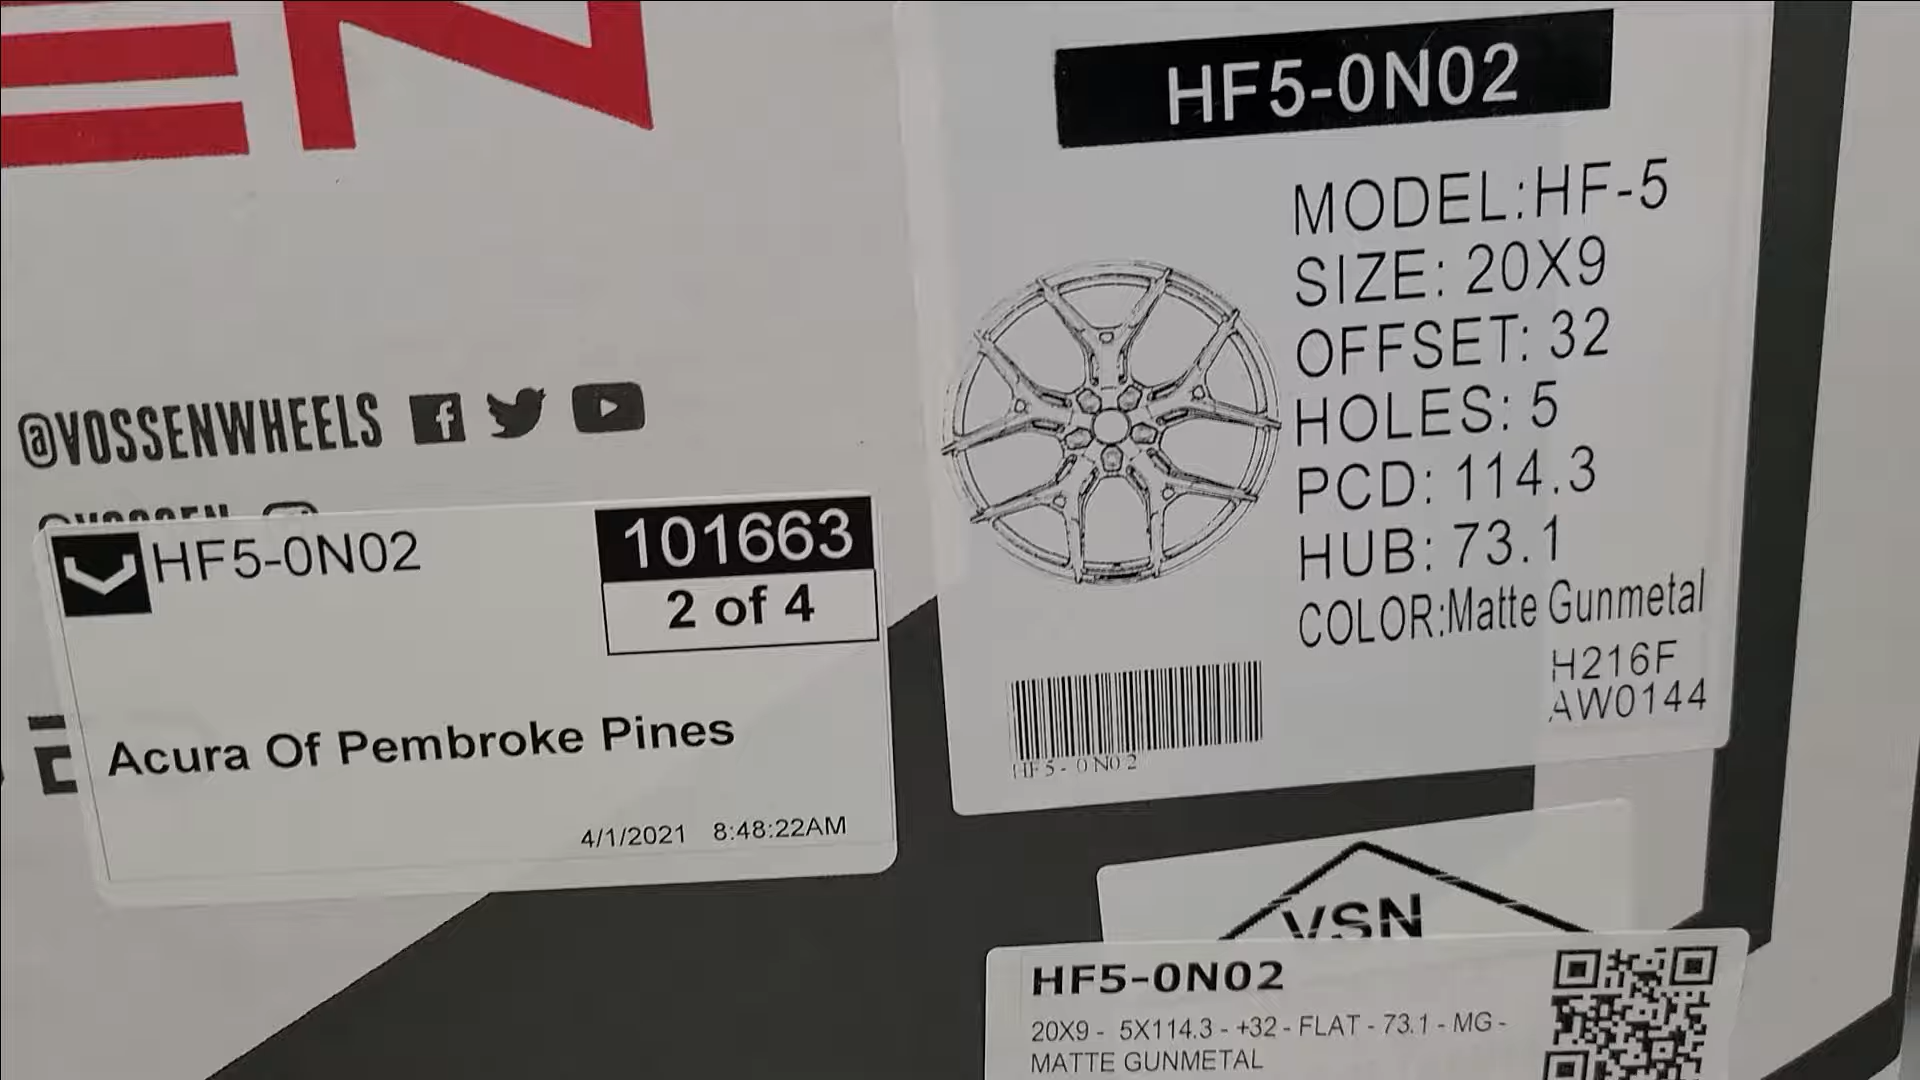 EN
@VOSSENWHEELS
HF5-0N02
101663
2 of 4
Acura Of Pembroke Pines
4/1/2021 8:48:22AM
HF5-0N02
MODEL:HF-5
SIZE: 20X9
OFFSET: 32
HOLES: 5
PCD: 114.3
HUB: 73.1
COLOR:Matte Gunmetal
H216F
AW0144
HF5-0N02
VSN
HF5-0N02
20X9 - 5X114.3 - +32 - FLAT - 73.1 - MG -
MATTE GUNMETAL